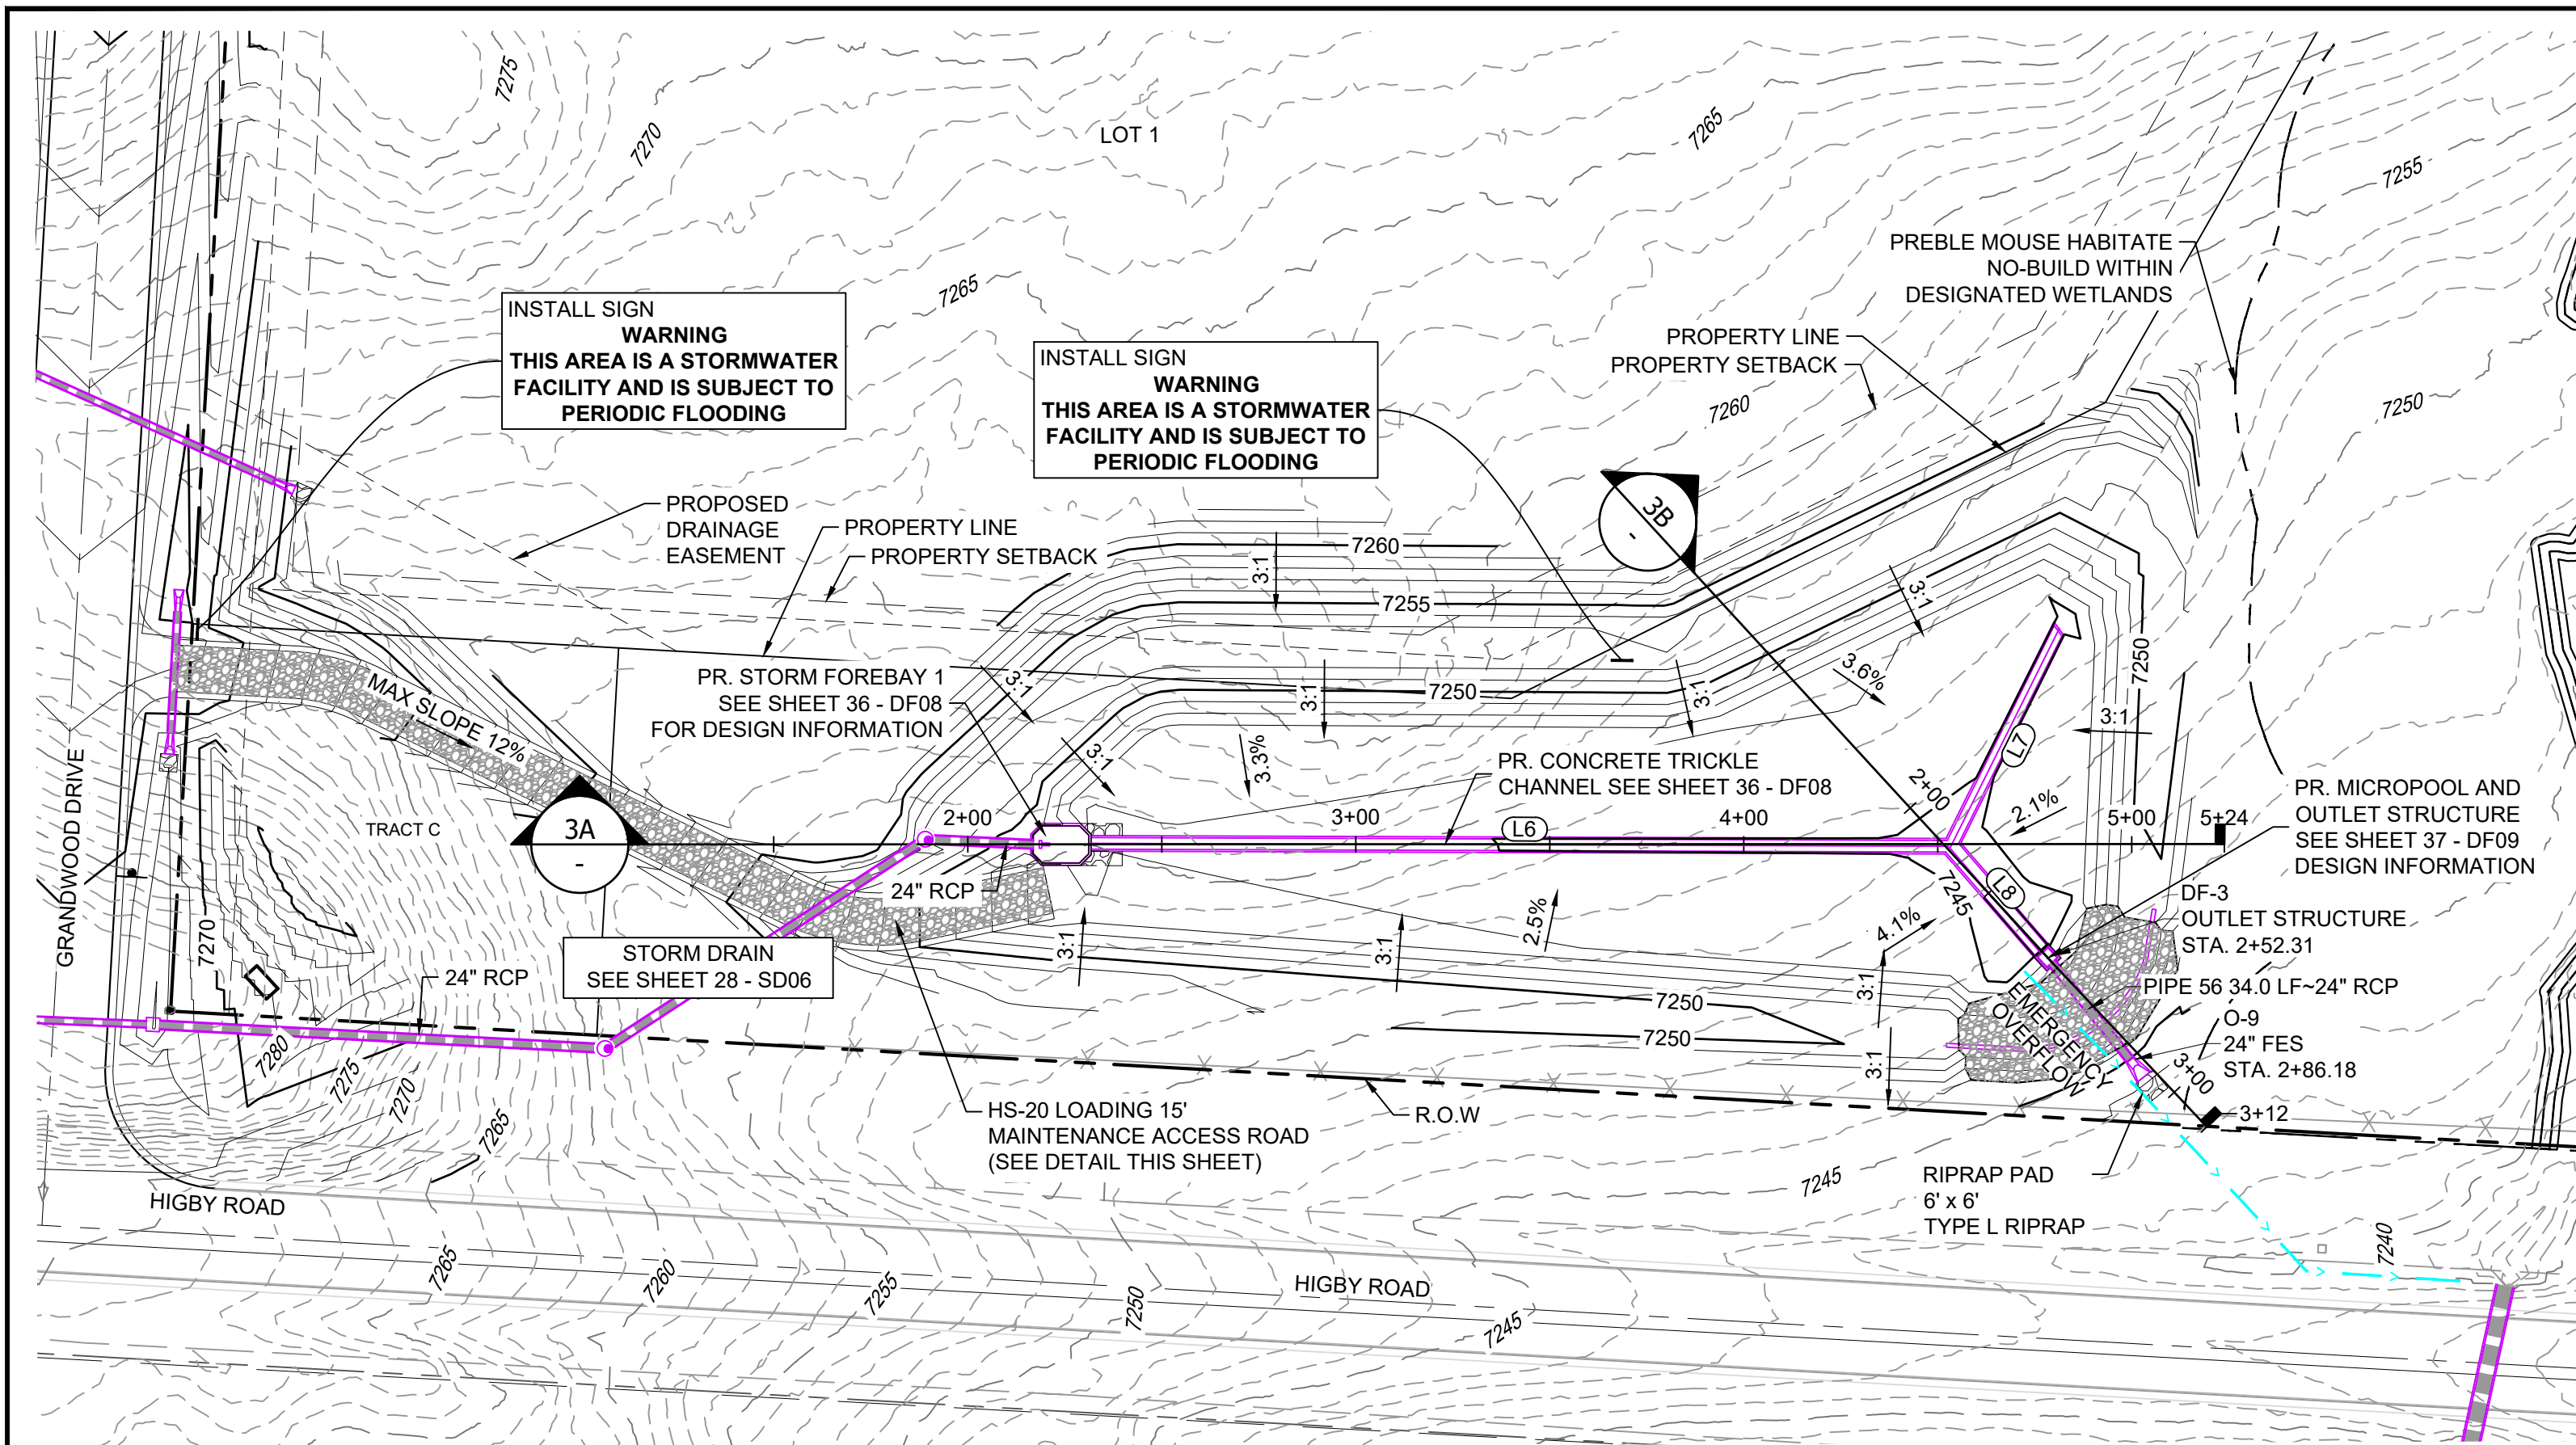 7275
7270
LOT 1
7265
7255
PREBLE MOUSE HABITATE
NO-BUILD WITHIN
DESIGNATED WETLANDS
7265
INSTALL SIGN
WARNING
THIS AREA IS A STORMWATER
FACILITY AND IS SUBJECT TO
PERIODIC FLOODING
INSTALL SIGN
WARNING
THIS AREA IS A STORMWATER
FACILITY AND IS SUBJECT TO
PERIODIC FLOODING
PROPERTY LINE
PROPERTY SETBACK
7260
7250
PROPOSED
DRAINAGE
EASEMENT
PROPERTY LINE
PROPERTY SETBACK
3B
-
7260
3:1
7255
3:1
7250
PR. STORM FOREBAY 1
SEE SHEET 36 - DF08
FOR DESIGN INFORMATION
3:1
3:1
7250
3:1
3.6%
3:1
MAX SLOPE 12%
3:1
3.3%
PR. CONCRETE TRICKLE
CHANNEL SEE SHEET 36 - DF08
L7
2+00
2.1%
PR. MICROPOOL AND
OUTLET STRUCTURE
SEE SHEET 37 - DF09
DESIGN INFORMATION
GRANDWOOD DRIVE
TRACT C
3A
-
2+00
3+00
L6
4+00
5+00
5+24
24" RCP
L8
7245
DF-3
OUTLET STRUCTURE
STA. 2+52.31
7270
24" RCP
STORM DRAIN
SEE SHEET 28 - SD06
3:1
3:1
2.5%
4.1%
3:1
PIPE 56 34.0 LF~24" RCP
7250
7250
EMERGENCY
OVERFLOW
O-9
24" FES
STA. 2+86.18
7280
7275
7270
7265
3:1
3+00
3+12
HS-20 LOADING 15'
MAINTENANCE ACCESS ROAD
(SEE DETAIL THIS SHEET)
R.O.W
RIPRAP PAD
6' x 6'
TYPE L RIPRAP
7245
HIGBY ROAD
7240
7265
7260
7255
7250
HIGBY ROAD
7245